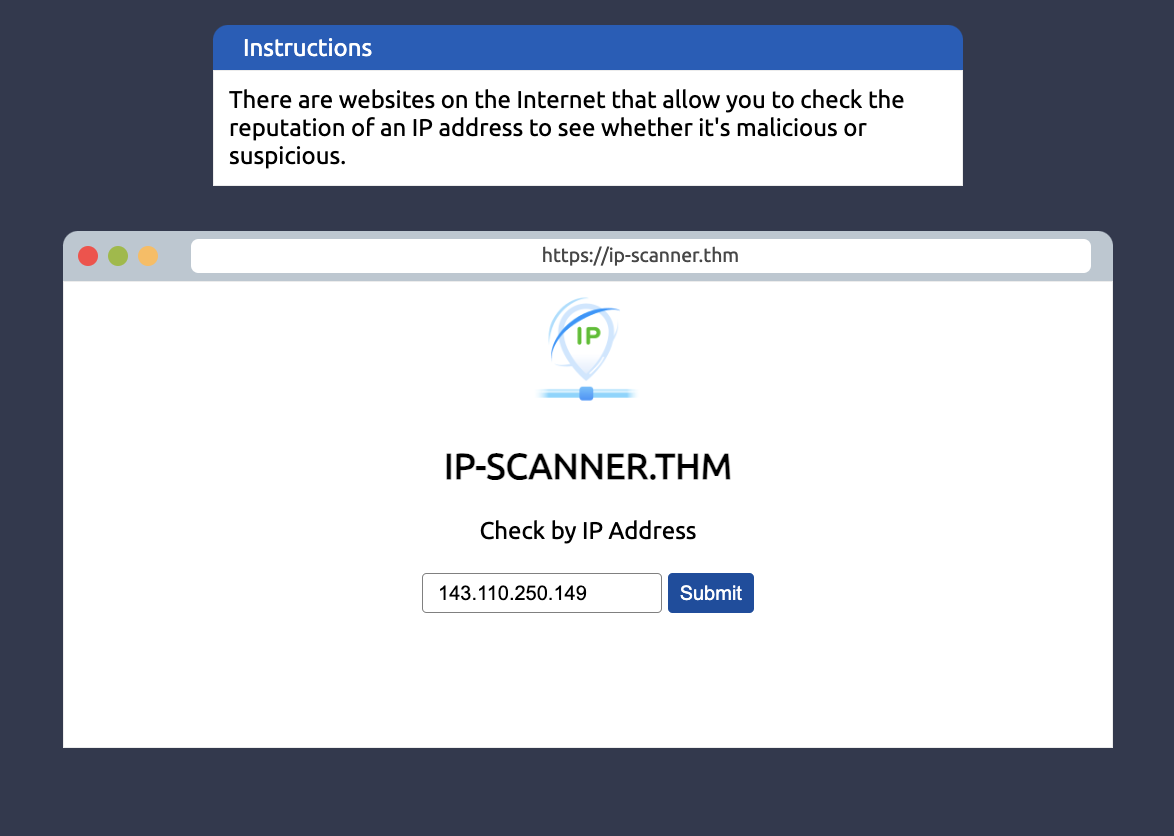 Instructions
There are websites on the Internet that allow you to check the
reputation of an IP address to see whether it's malicious or
suspicious.
https://ip-scanner.thm
IP
IP-SCANNER.THM
Check by IP Address
143.110.250.149 Submit